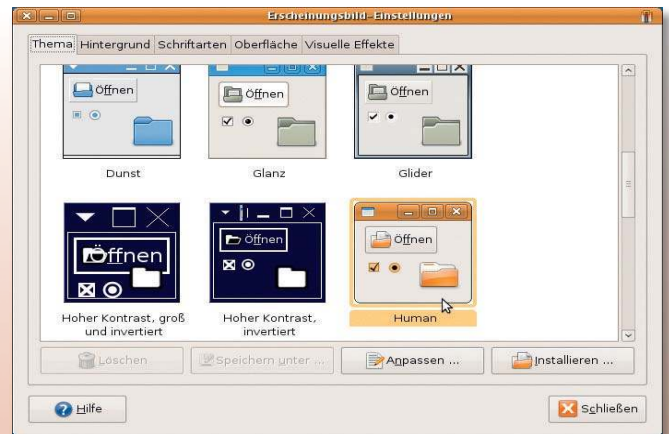 Erscheinungsbild-Einstellungen
Thema Hintergrund Schriftarten Oberfläche Visuelle Effekte
Öffnen Öffnen Öffnen
Dunst Glanz Glider
Öffnen Öffnen Öffnen
Hoher Kontrast, groß und invertiert
Hoher Kontrast, invertiert
Human
Löschen Speichern unter ... Anpassen ... Installieren ...
Hilfe Schließen